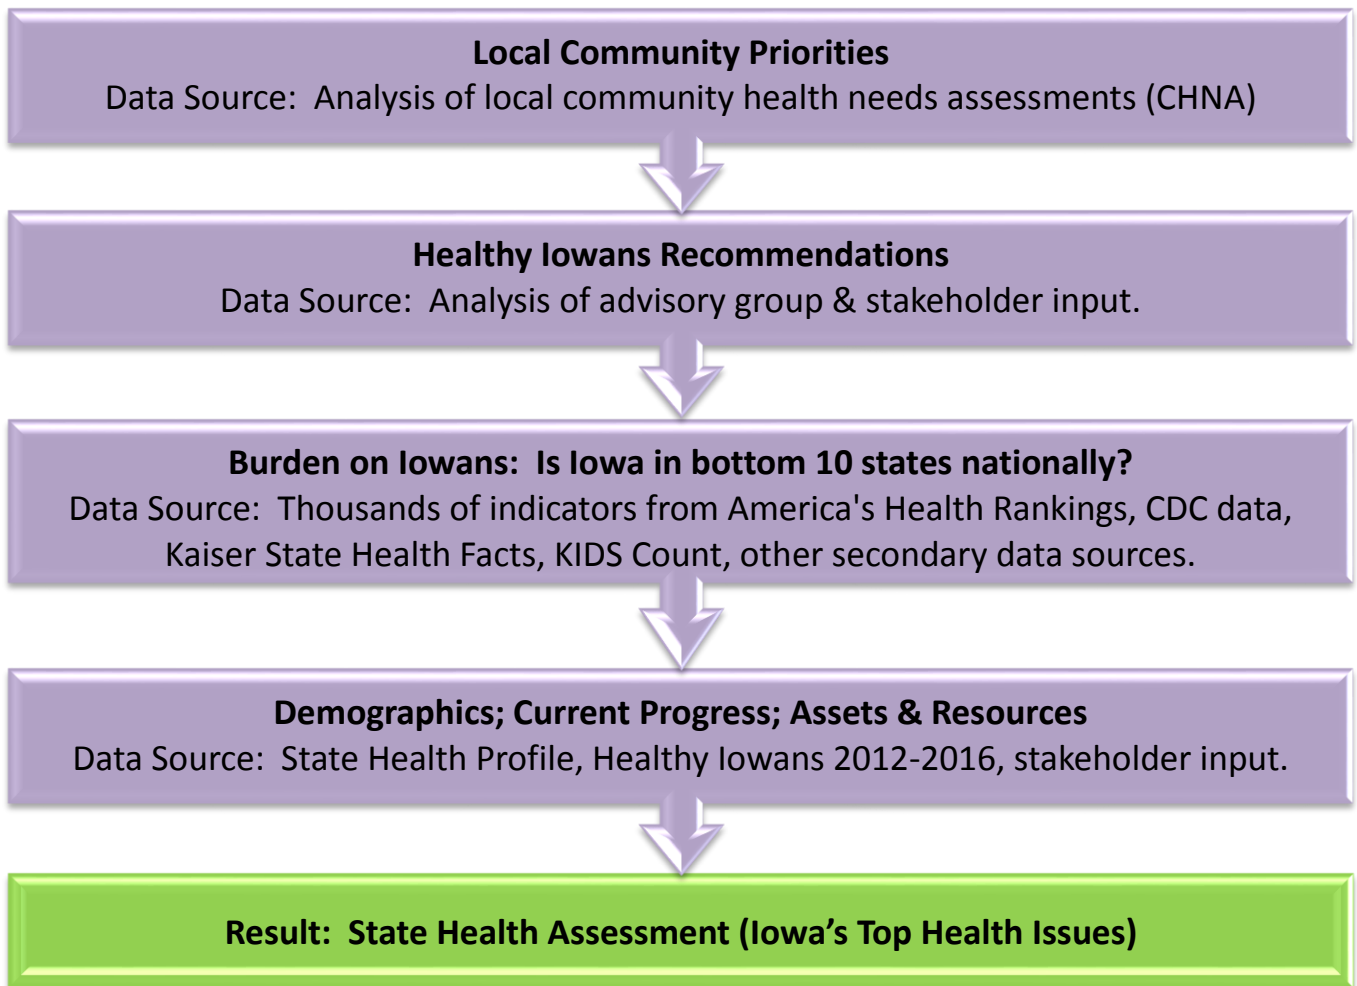 Local Community Priorities
Data Source:  Analysis of local community health needs assessments (CHNA)
Healthy Iowans Recommendations
Data Source:  Analysis of advisory group & stakeholder input.
Burden on Iowans:  Is Iowa in bottom 10 states nationally?
Data Source:  Thousands of indicators from America's Health Rankings, CDC data,
Kaiser State Health Facts, KIDS Count, other secondary data sources.
Demographics; Current Progress; Assets & Resources
Data Source:  State Health Profile, Healthy Iowans 2012-2016, stakeholder input.
Result:  State Health Assessment (Iowa’s Top Health Issues)